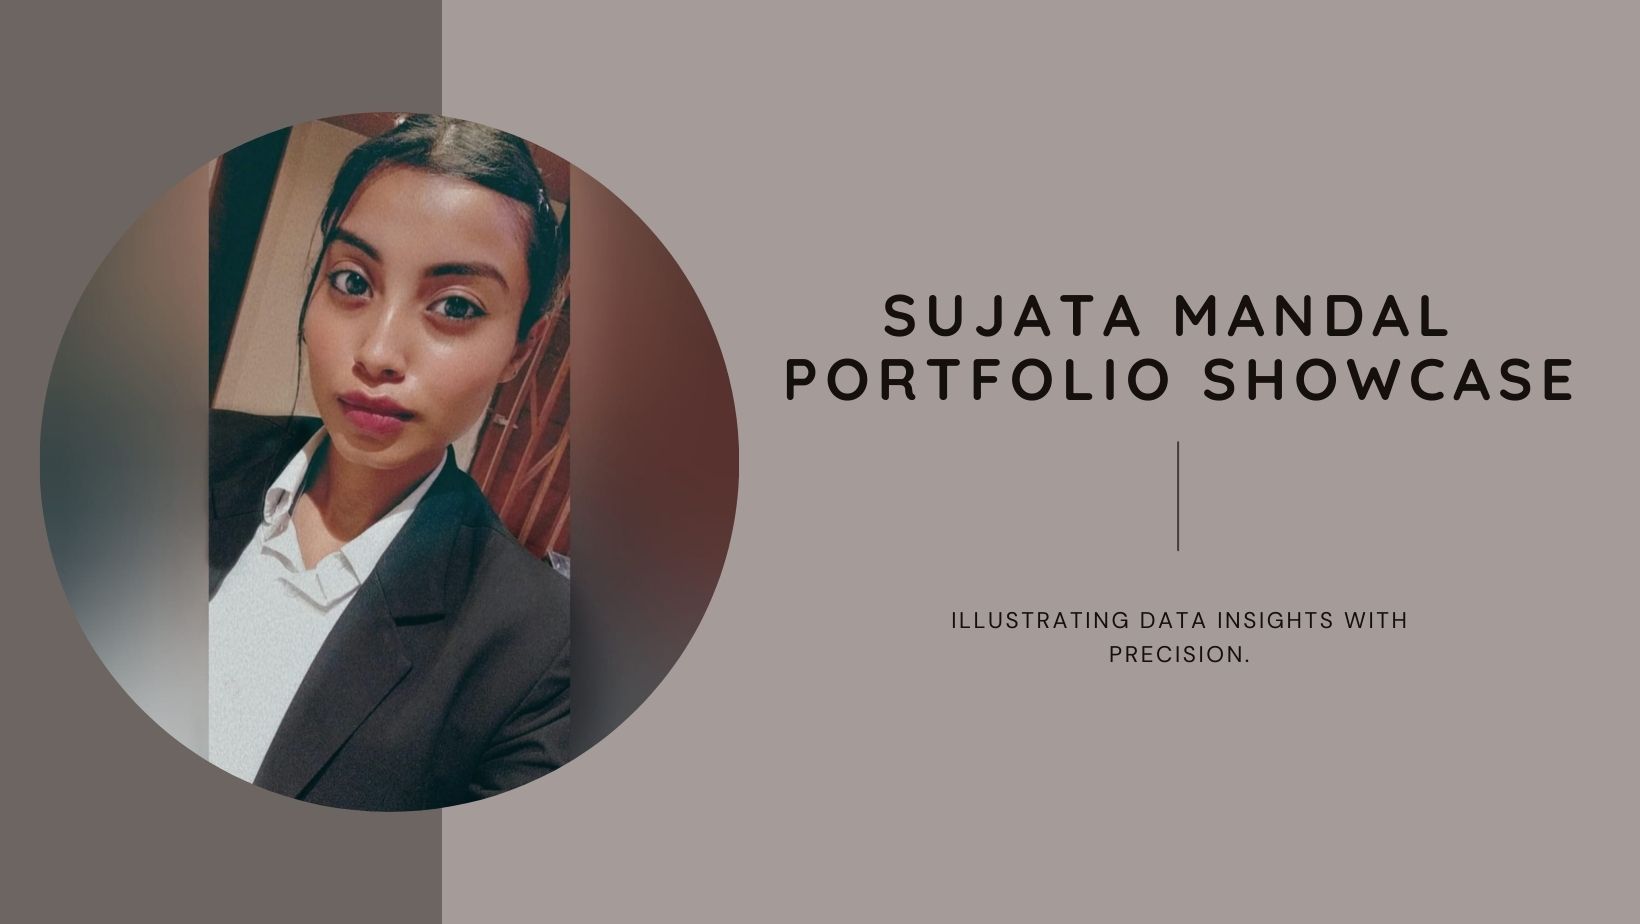 SUJATA MANDAL
PORTFOLIO SHOWCASE
ILLUSTRATING DATA INSIGHTS WITH
PRECISION.